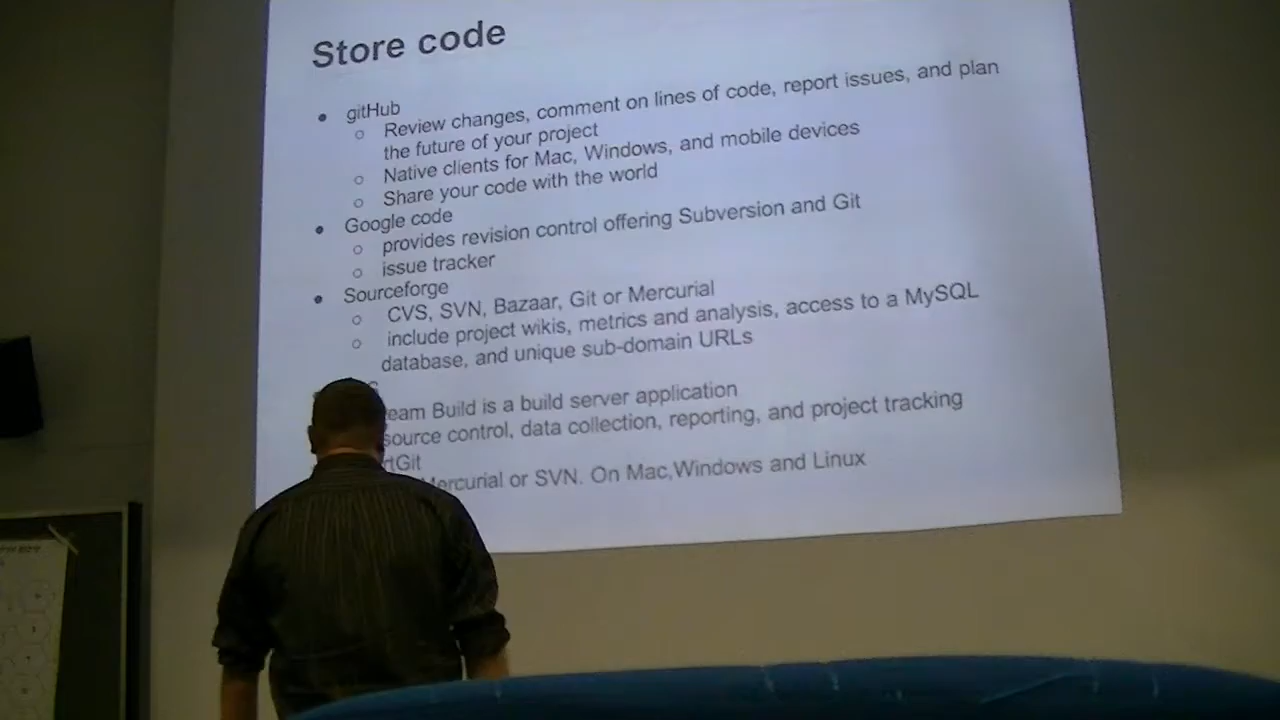 Store code
gitHub
Review changes, comment on lines of code, report issues, and plan
the future of your project
Native clients for Mac, Windows, and mobile devices
Share your code with the world
Google code
provides revision control offering Subversion and Git
issue tracker
Sourceforge
CVS, SVN, Bazaar, Git or Mercurial
include project wikis, metrics and analysis, access to a MySQL
database, and unique sub-domain URLs
eam Build is a build server application
source control, data collection, reporting, and project tracking
rtGit
Mercurial or SVN. On Mac,Windows and Linux